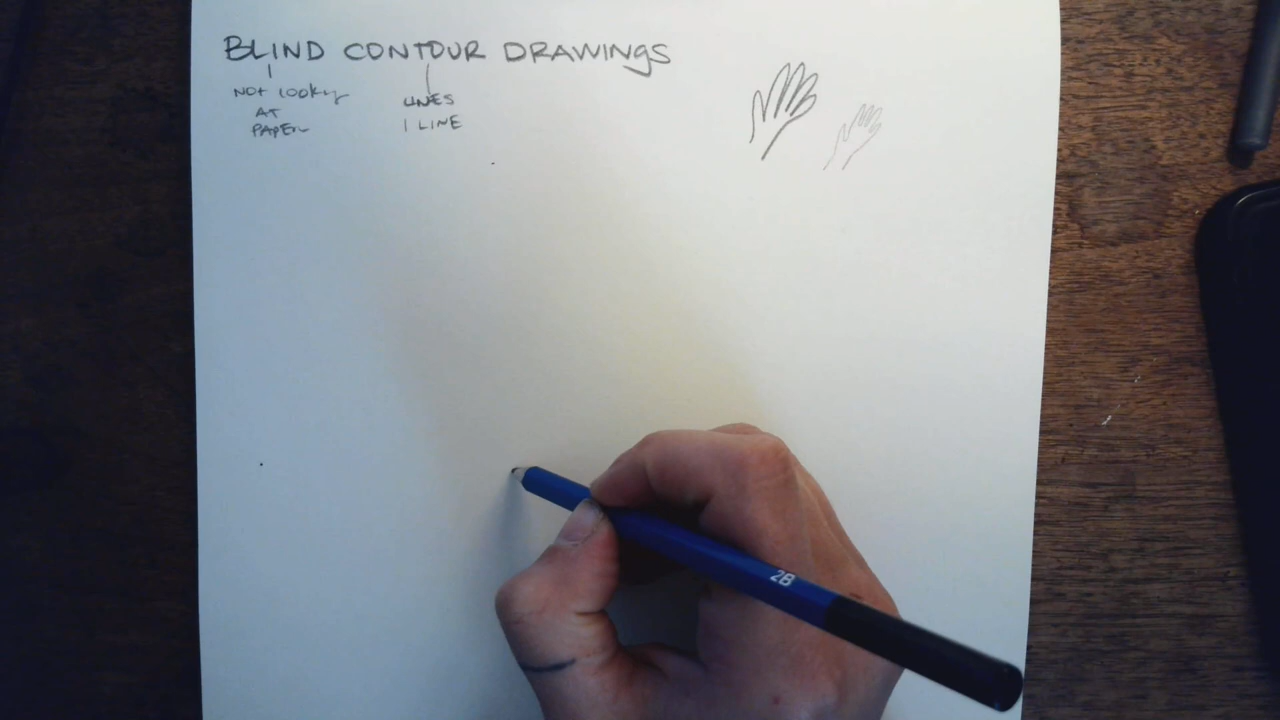 BLIND CONTOUR DRAWINGS
NOt lOOking
AT
PAPER
LINES
1 LINE
2B